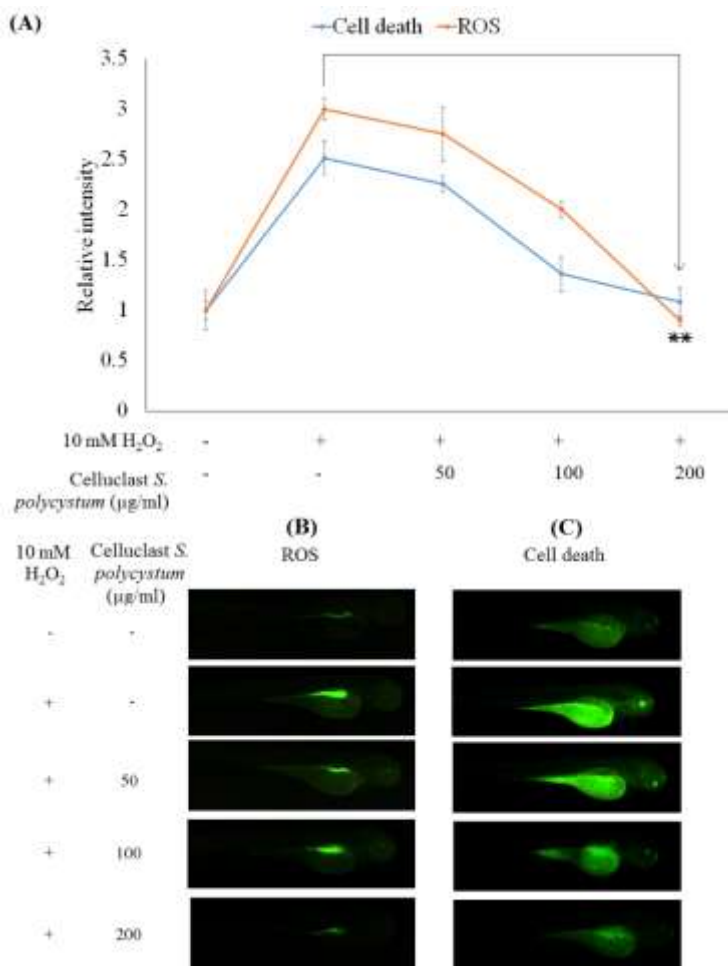 (A)
Cell death ROS
3.5
3
2.5
2
1.5
1
0.5
0
Relative intensity
**
10 mM H₂O₂ - + + + +
Celluclast S.
polycystum (µg/ml) - - 50 100 200
(B) (C)
10 mM Celluclast S. ROS Cell death
H₂O₂ polycystum
(µg/ml)
- -
+ -
+ 50
+ 100
+ 200